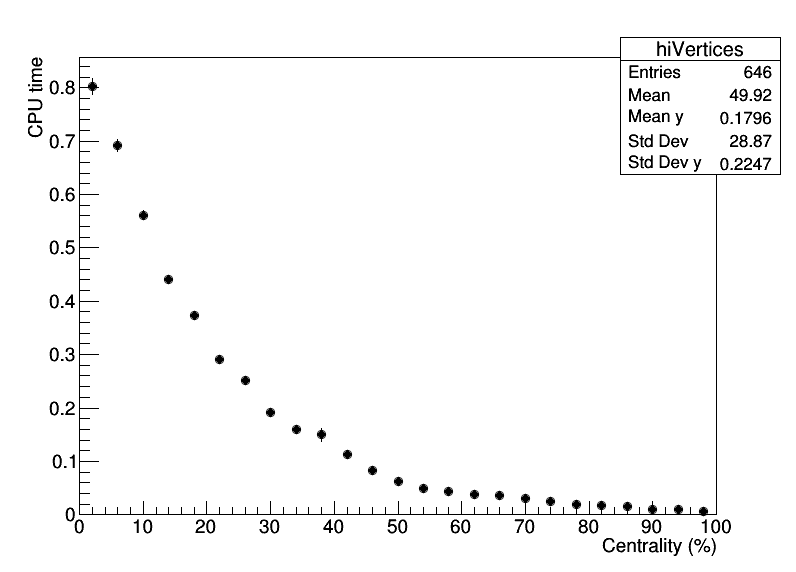 hiVertices
Entries 646
Mean 49.92
Mean y 0.1796
Std Dev 28.87
Std Dev y 0.2247
CPU time
0.8
0.7
0.6
0.5
0.4
0.3
0.2
0.1
0
0 10 20 30 40 50 60 70 80 90 100
Centrality (%)